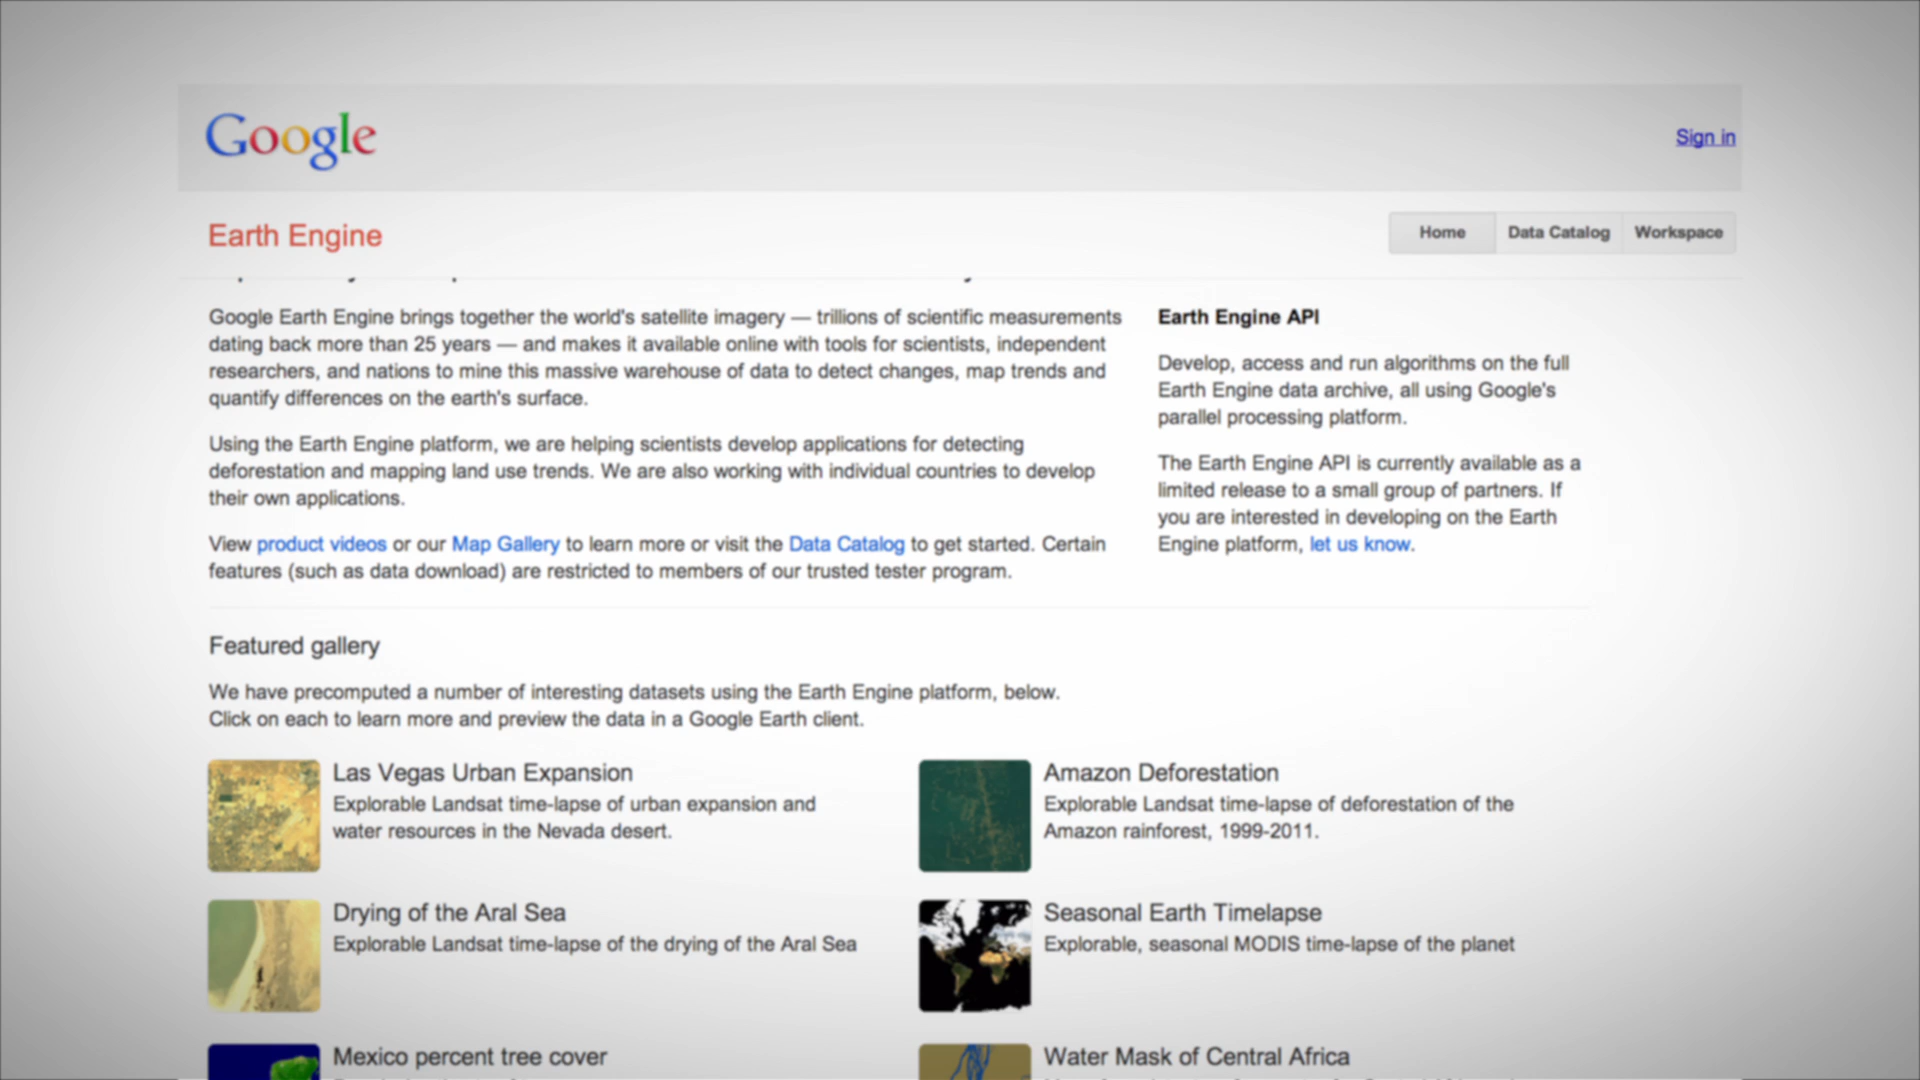 Google
Sign in
Earth Engine
Home
Data Catalog
Workspace
Google Earth Engine brings together the world's satellite imagery — trillions of scientific measurements
dating back more than 25 years — and makes it available online with tools for scientists, independent
researchers, and nations to mine this massive warehouse of data to detect changes, map trends and
quantify differences on the earth's surface.
Using the Earth Engine platform, we are helping scientists develop applications for detecting
deforestation and mapping land use trends. We are also working with individual countries to develop
their own applications.
View product videos or our Map Gallery to learn more or visit the Data Catalog to get started. Certain
features (such as data download) are restricted to members of our trusted tester program.
Earth Engine API
Develop, access and run algorithms on the full
Earth Engine data archive, all using Google's
parallel processing platform.
The Earth Engine API is currently available as a
limited release to a small group of partners. If
you are interested in developing on the Earth
Engine platform, let us know.
Featured gallery
We have precomputed a number of interesting datasets using the Earth Engine platform, below.
Click on each to learn more and preview the data in a Google Earth client.
Las Vegas Urban Expansion
Explorable Landsat time-lapse of urban expansion and
water resources in the Nevada desert.
Amazon Deforestation
Explorable Landsat time-lapse of deforestation of the
Amazon rainforest, 1999-2011.
Drying of the Aral Sea
Explorable Landsat time-lapse of the drying of the Aral Sea
Seasonal Earth Timelapse
Explorable, seasonal MODIS time-lapse of the planet
Mexico percent tree cover
Water Mask of Central Africa